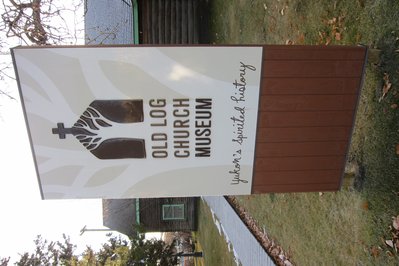 OLD LOG
CHURCH
MUSEUM
Yukon's spirited history